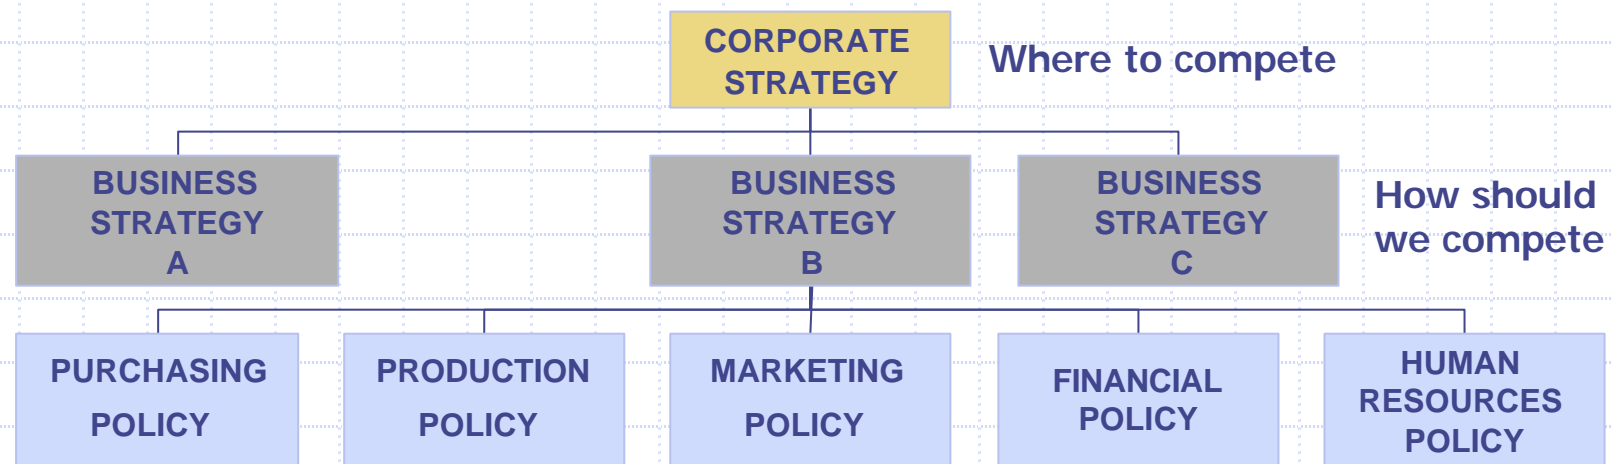 CORPORATE
STRATEGY
Where to compete
BUSINESS
STRATEGY
A
BUSINESS
STRATEGY
B
BUSINESS
STRATEGY
C
How should
we compete
PURCHASING
POLICY
PRODUCTION
POLICY
MARKETING
POLICY
FINANCIAL
POLICY
HUMAN
RESOURCES
POLICY